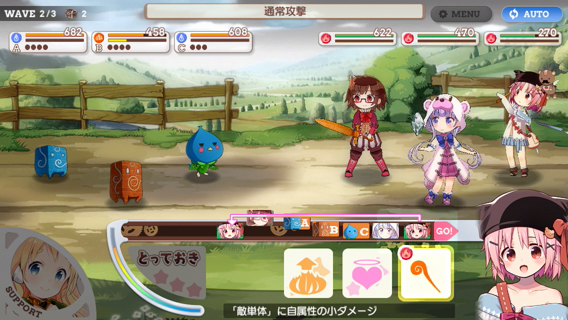 WAVE 2/3 2
通常攻撃
MENU
AUTO
682 458 608 622 470 270
A B C
A B C GO!
とっておき
SUPPORT
「敵単体」に自属性の小ダメージ